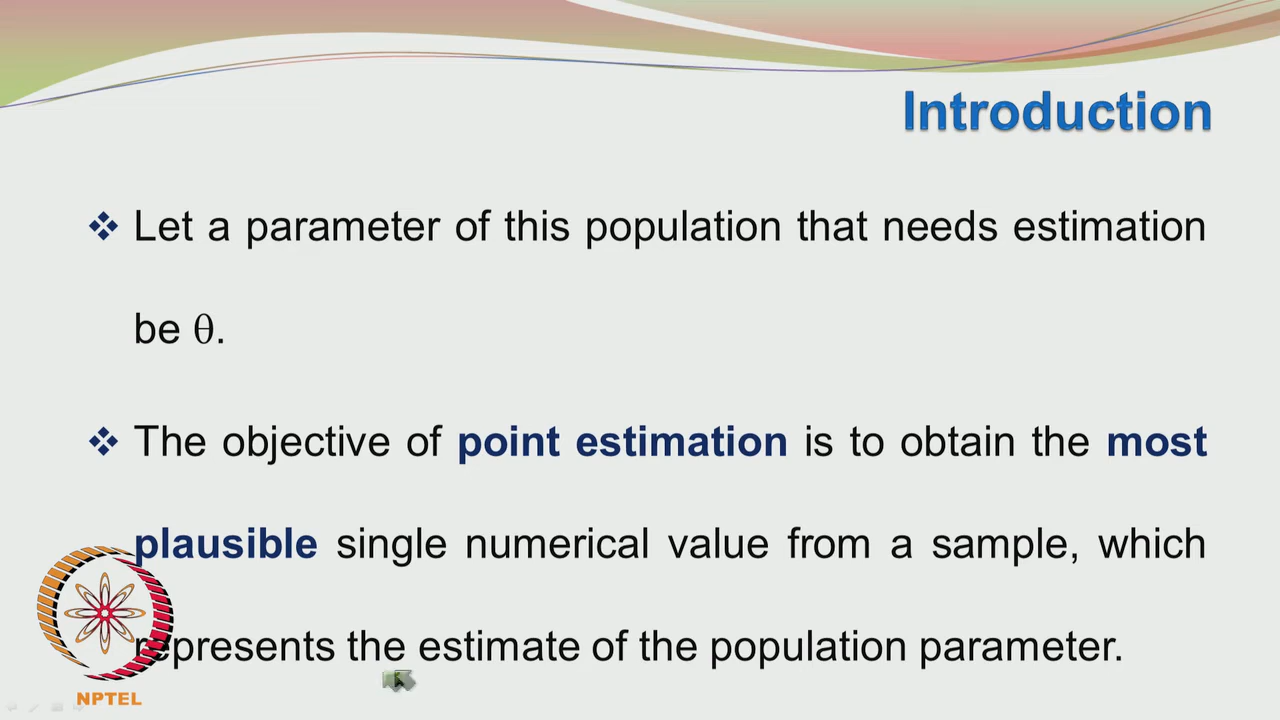 Introduction
❖ Let a parameter of this population that needs estimation
be θ.
❖ The objective of point estimation is to obtain the most
plausible single numerical value from a sample, which
represents the estimate of the population parameter.
NPTEL